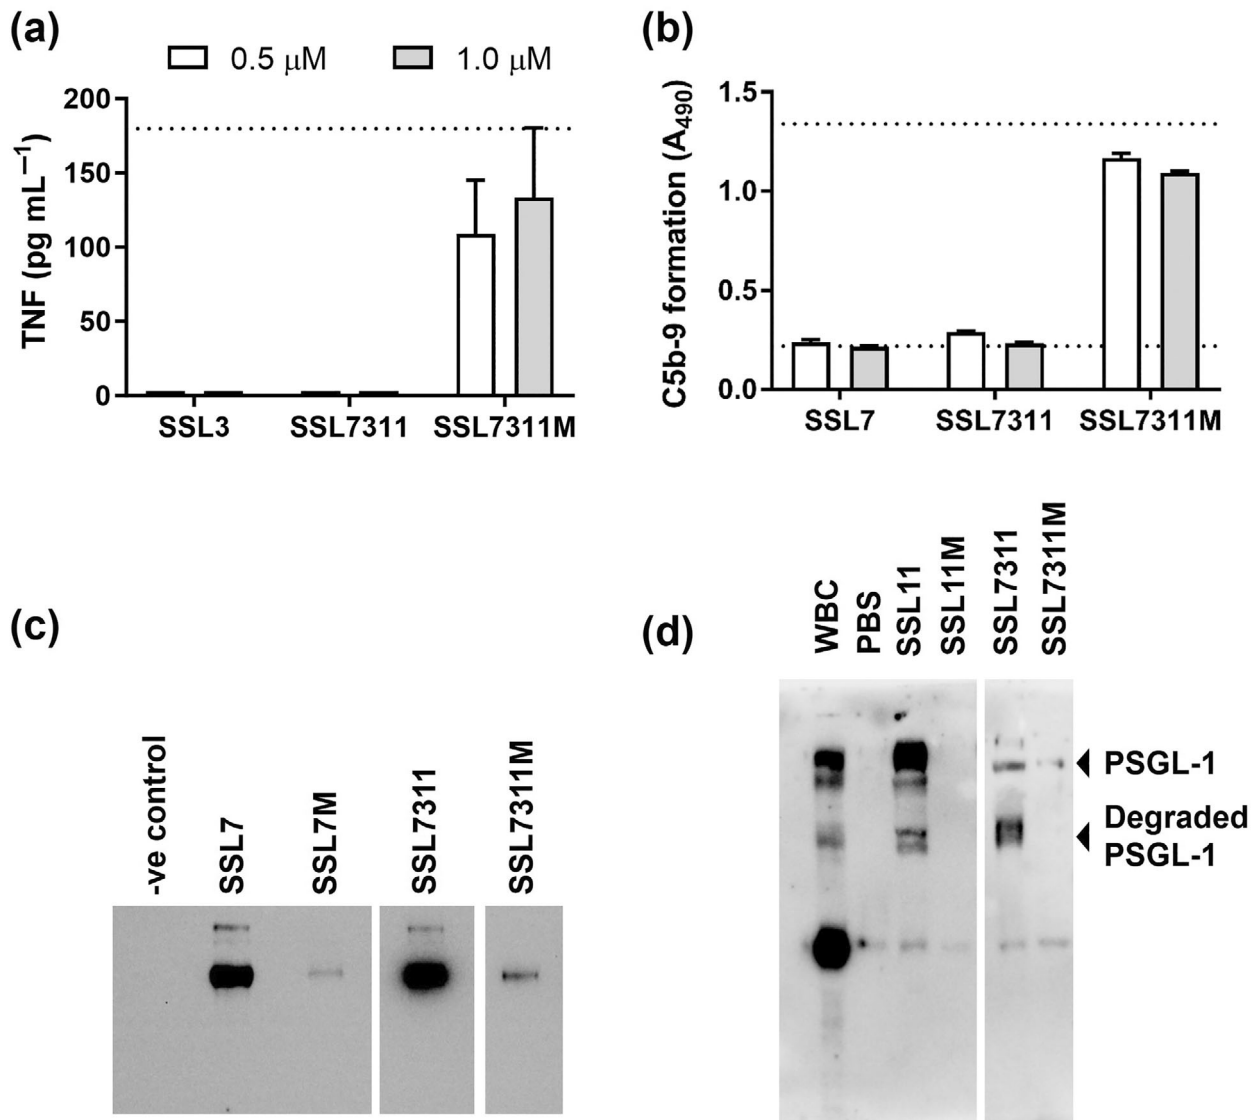 (a)
0.5 μM
1.0 μM
TNF (pg mL⁻¹)
200
150
100
50
0
SSL3
SSL7311
SSL7311M
(b)
C5b-9 formation (A₄₉₀)
1.5
1.0
0.5
0.0
SSL7
SSL7311
SSL7311M
(c)
-ve control
SSL7
SSL7M
SSL7311
SSL7311M
(d)
WBC
PBS
SSL11
SSL11M
SSL7311
SSL7311M
PSGL-1
Degraded
PSGL-1